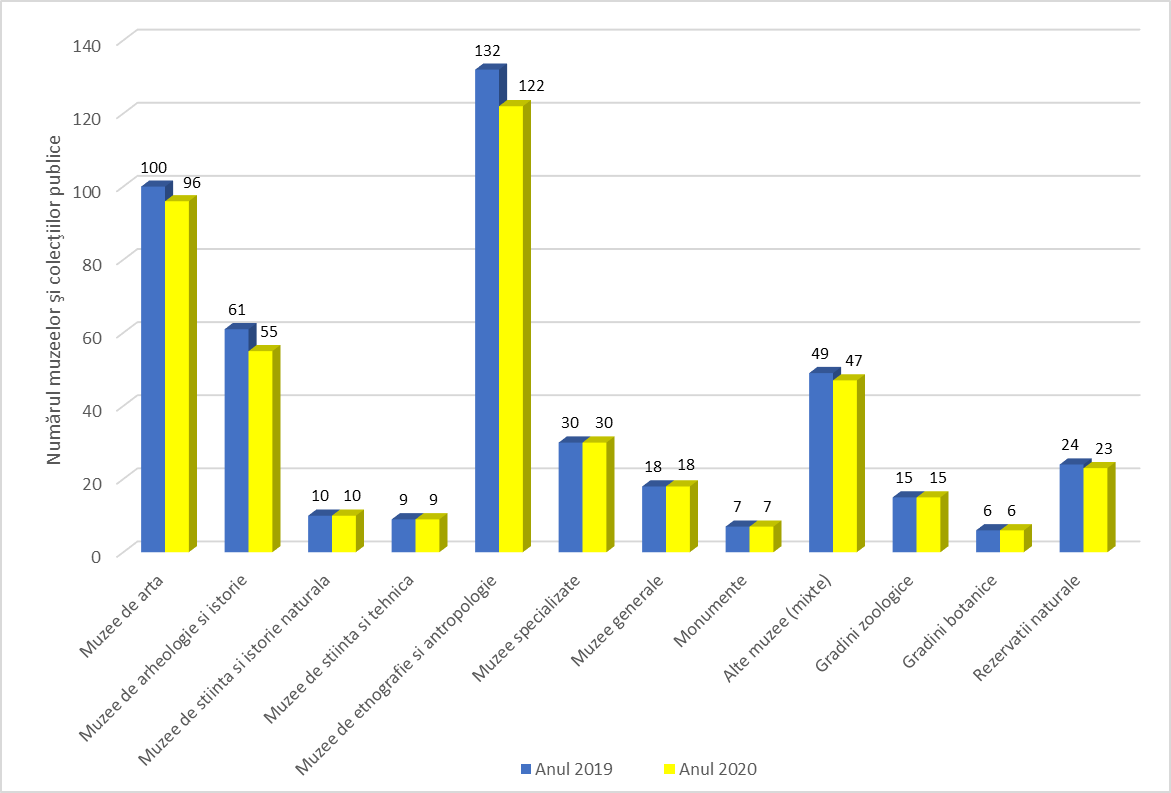 Numărul muzeelor şi colecţiilor publice
140
120
100
80
60
40
20
0
100
96
61
55
10
10
9
9
132
122
30
30
18
18
7
7
49
47
15
15
6
6
24
23
Muzee de arta
Muzee de arheologie si istorie
Muzee de stiinta si istorie naturala
Muzee de stiinta si tehnica
Muzee de etnografie si antropologie
Muzee specializate
Muzee generale
Monumente
Alte muzee (mixte)
Gradini zoologice
Gradini botanice
Rezervatii naturale
Anul 2019
Anul 2020